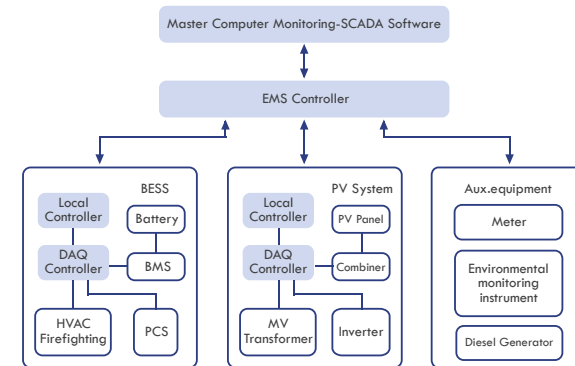 Master Computer Monitoring-SCADA Software
EMS Controller
BESS
Local
Controller
Battery
DAQ
Controller
BMS
HVAC
Firefighting
PCS
PV System
Local
Controller
PV Panel
DAQ
Controller
Combiner
MV
Transformer
Inverter
Aux.equipment
Meter
Environmental
monitoring
instrument
Diesel Generator